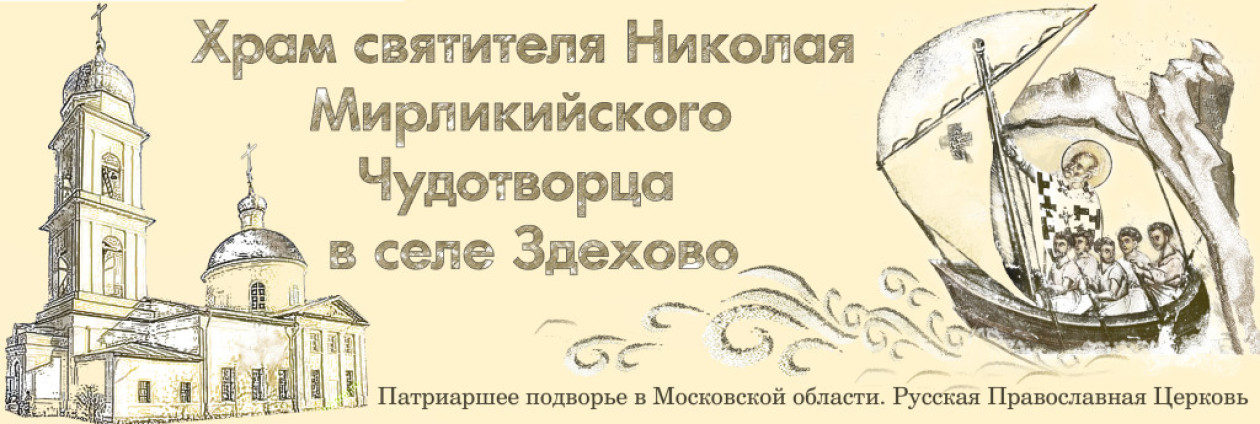 Храм святителя Николая
Мирликийского
Чудотворца
в селе Здехово
Патриаршее подворье в Московской области. Русская Православная Церковь